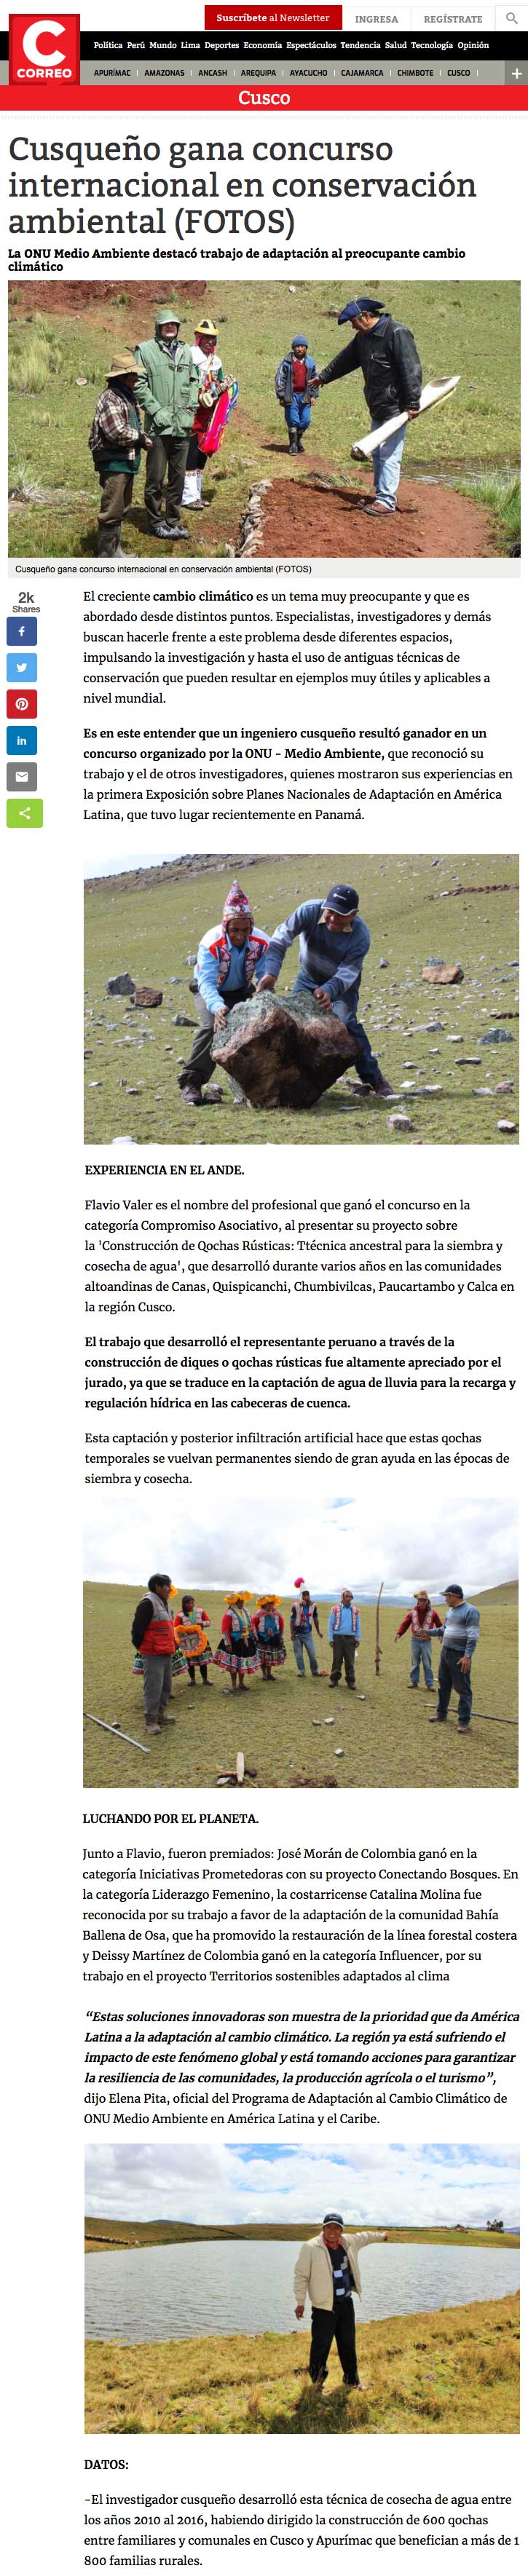 Suscríbete al Newsletter
INGRESA
REGÍSTRATE
C
CORREO
Política Perú Mundo Lima Deportes Economía Espectáculos Tendencia Salud Tecnología Opinión
APURÍMAC | AMAZONAS | ANCASH | AREQUIPA | AYACUCHO | CAJAMARCA | CHIMBOTE | CUSCO |
+
Cusco
Cusqueño gana concurso
internacional en conservación
ambiental (FOTOS)
La ONU Medio Ambiente destacó trabajo de adaptación al preocupante cambio
climático
Cusqueño gana concurso internacional en conservación ambiental (FOTOS)
2k
Shares
f
in
El creciente cambio climático es un tema muy preocupante y que es
abordado desde distintos puntos. Especialistas, investigadores y demás
buscan hacerle frente a este problema desde diferentes espacios,
impulsando la investigación y hasta el uso de antiguas técnicas de
conservación que pueden resultar en ejemplos muy útiles y aplicables a
nivel mundial.
Es en este entender que un ingeniero cusqueño resultó ganador en un
concurso organizado por la ONU - Medio Ambiente, que reconoció su
trabajo y el de otros investigadores, quienes mostraron sus experiencias en
la primera Exposición sobre Planes Nacionales de Adaptación en América
Latina, que tuvo lugar recientemente en Panamá.
EXPERIENCIA EN EL ANDE.
Flavio Valer es el nombre del profesional que ganó el concurso en la
categoría Compromiso Asociativo, al presentar su proyecto sobre
la 'Construcción de Qochas Rústicas: Ttécnica ancestral para la siembra y
cosecha de agua', que desarrolló durante varios años en las comunidades
altoandinas de Canas, Quispicanchi, Chumbivilcas, Paucartambo y Calca en
la región Cusco.
El trabajo que desarrolló el representante peruano a través de la
construcción de diques o qochas rústicas fue altamente apreciado por el
jurado, ya que se traduce en la captación de agua de lluvia para la recarga y
regulación hídrica en las cabeceras de cuenca.
Esta captación y posterior infiltración artificial hace que estas qochas
temporales se vuelvan permanentes siendo de gran ayuda en las épocas de
siembra y cosecha.
LUCHANDO POR EL PLANETA.
Junto a Flavio, fueron premiados: José Morán de Colombia ganó en la
categoría Iniciativas Prometedoras con su proyecto Conectando Bosques. En
la categoría Liderazgo Femenino, la costarricense Catalina Molina fue
reconocida por su trabajo a favor de la adaptación de la comunidad Bahía
Ballena de Osa, que ha promovido la restauración de la línea forestal costera
y Deissy Martínez de Colombia ganó en la categoría Influencer, por su
trabajo en el proyecto Territorios sostenibles adaptados al clima
“Estas soluciones innovadoras son muestra de la prioridad que da América
Latina a la adaptación al cambio climático. La región ya está sufriendo el
impacto de este fenómeno global y está tomando acciones para garantizar
la resiliencia de las comunidades, la producción agrícola o el turismo”,
dijo Elena Pita, oficial del Programa de Adaptación al Cambio Climático de
ONU Medio Ambiente en América Latina y el Caribe.
DATOS:
-El investigador cusqueño desarrolló esta técnica de cosecha de agua entre
los años 2010 al 2016, habiendo dirigido la construcción de 600 qochas
entre familiares y comunales en Cusco y Apurímac que benefician a más de 1
800 familias rurales.